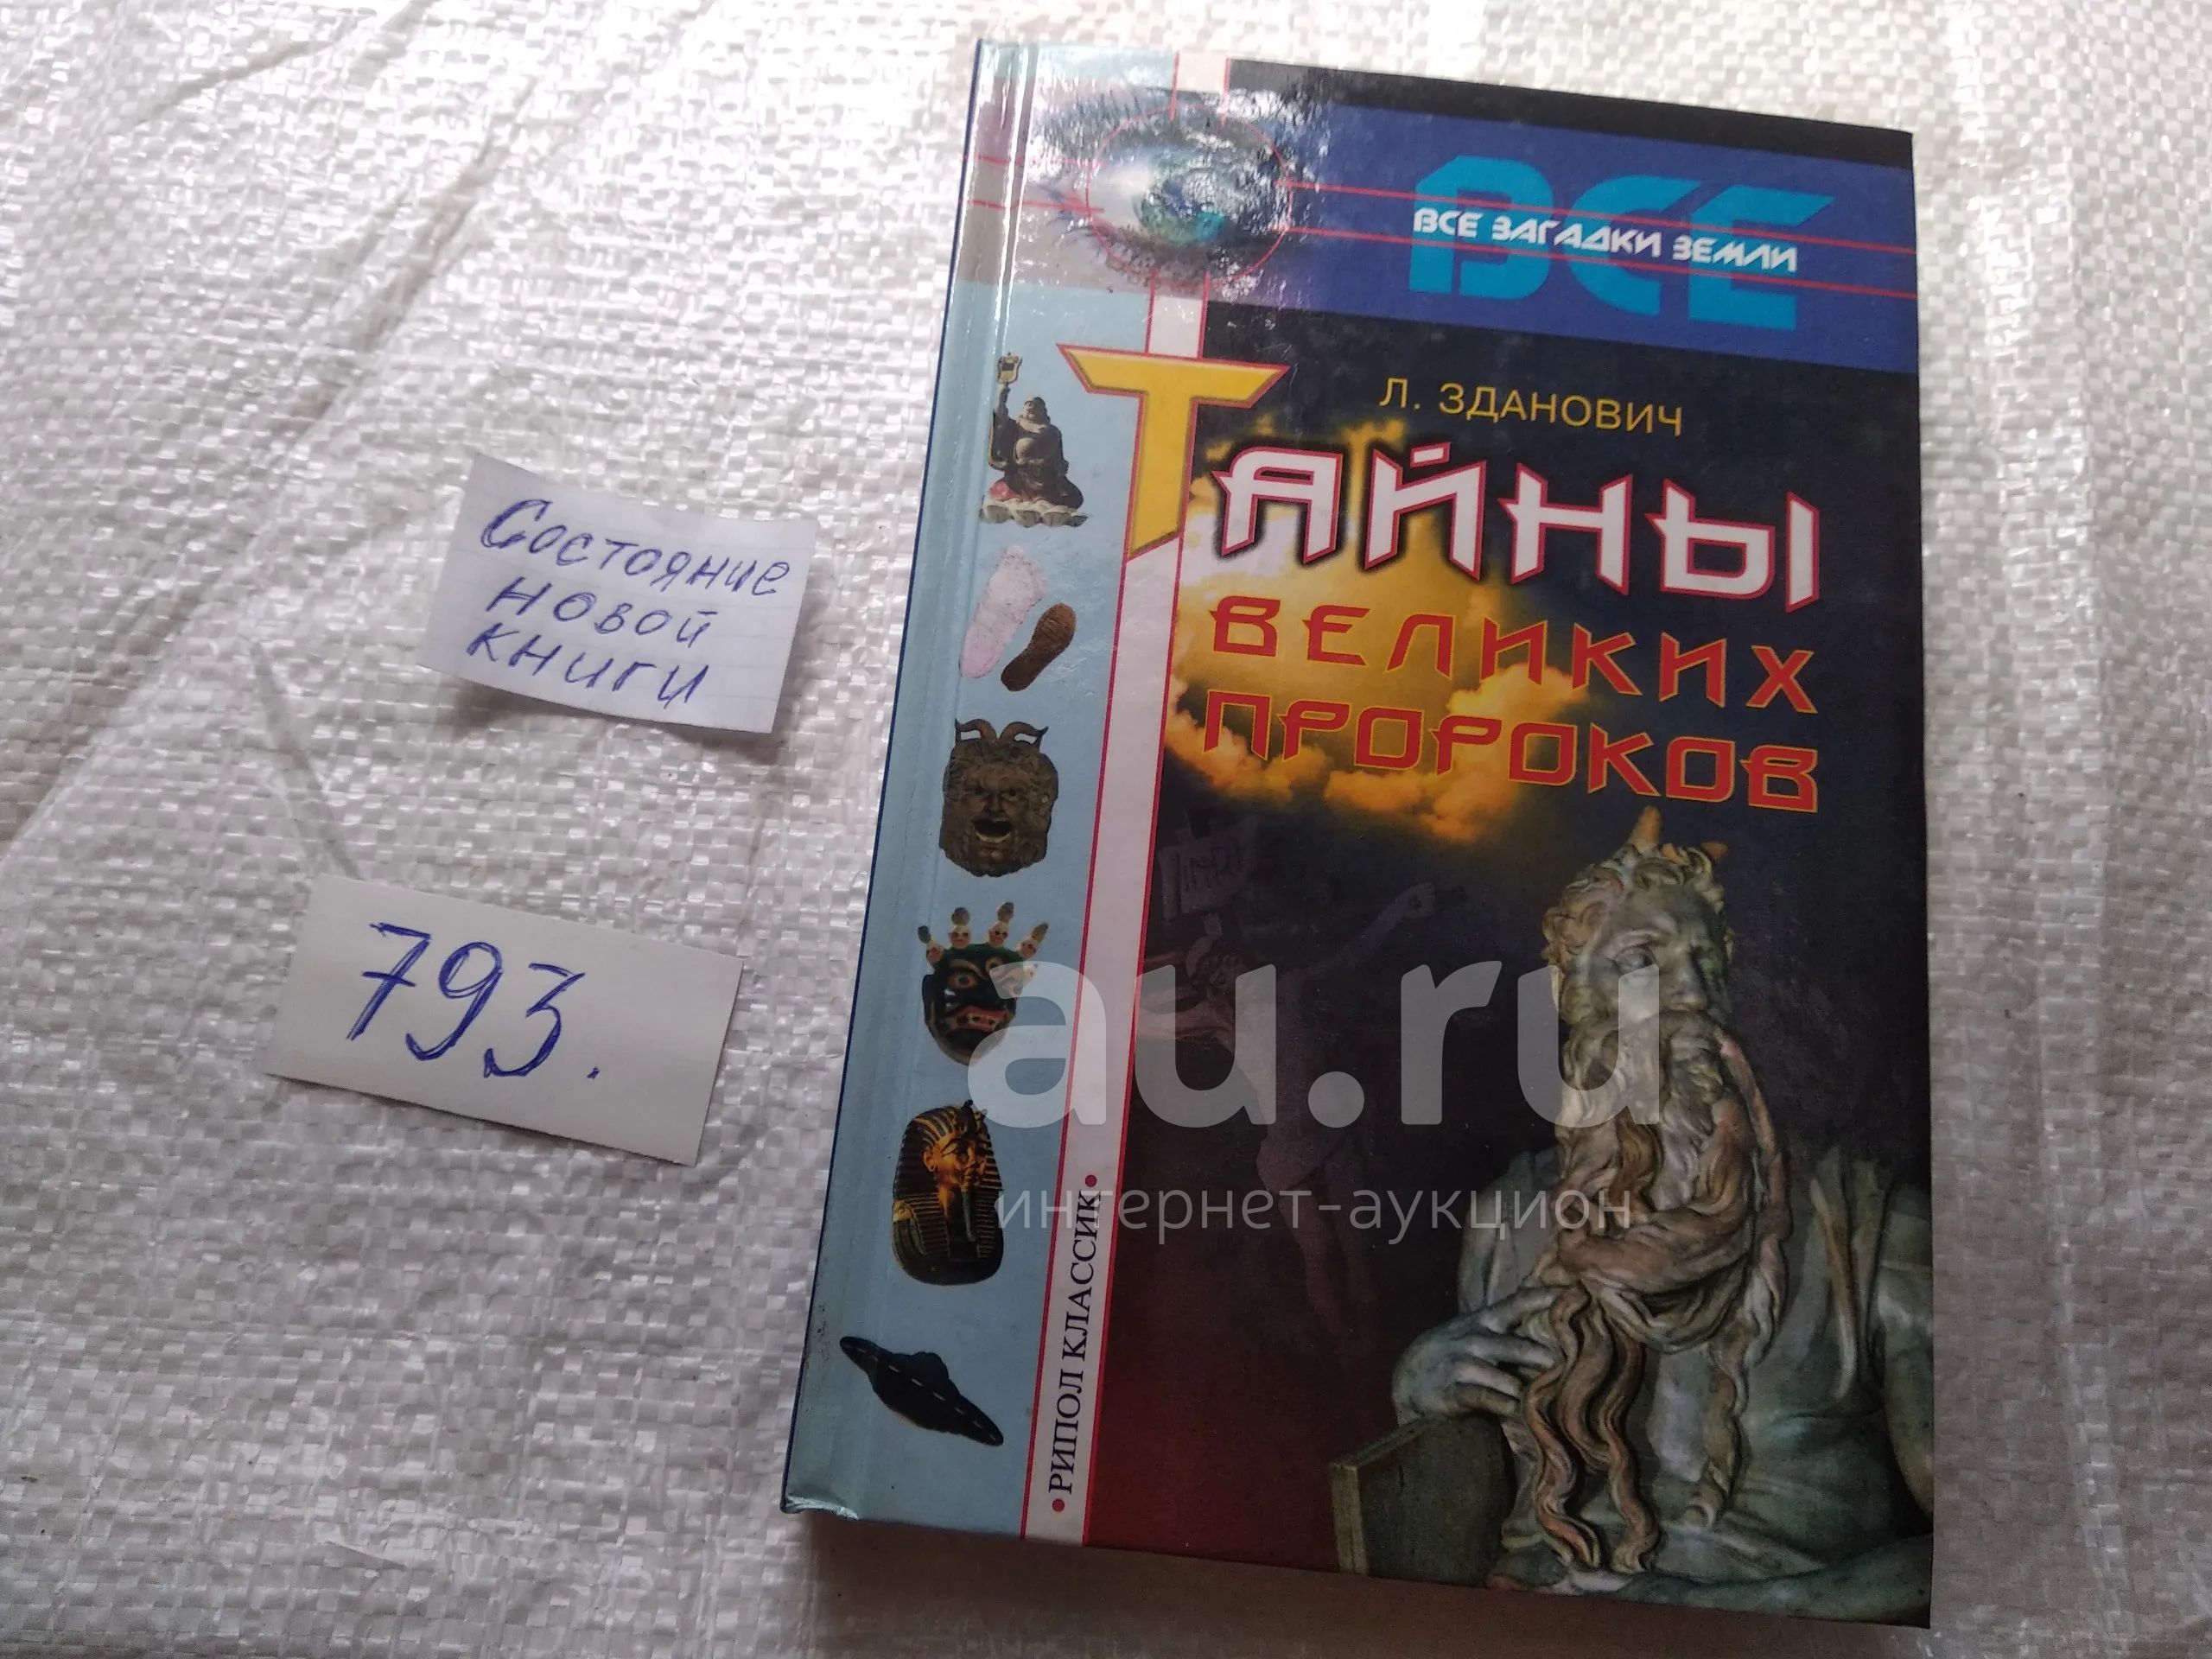 ВСЕ
ВСЕ ЗАГАДКИ ЗЕМЛИ
Л. ЗДАНОВИЧ
ТАЙНЫ
ВЕЛИКИХ
ПРОРОКОВ
•РИПОЛ КЛАССИК•
Состояние
новой
книги
793.
au.ru
интернет-аукцион